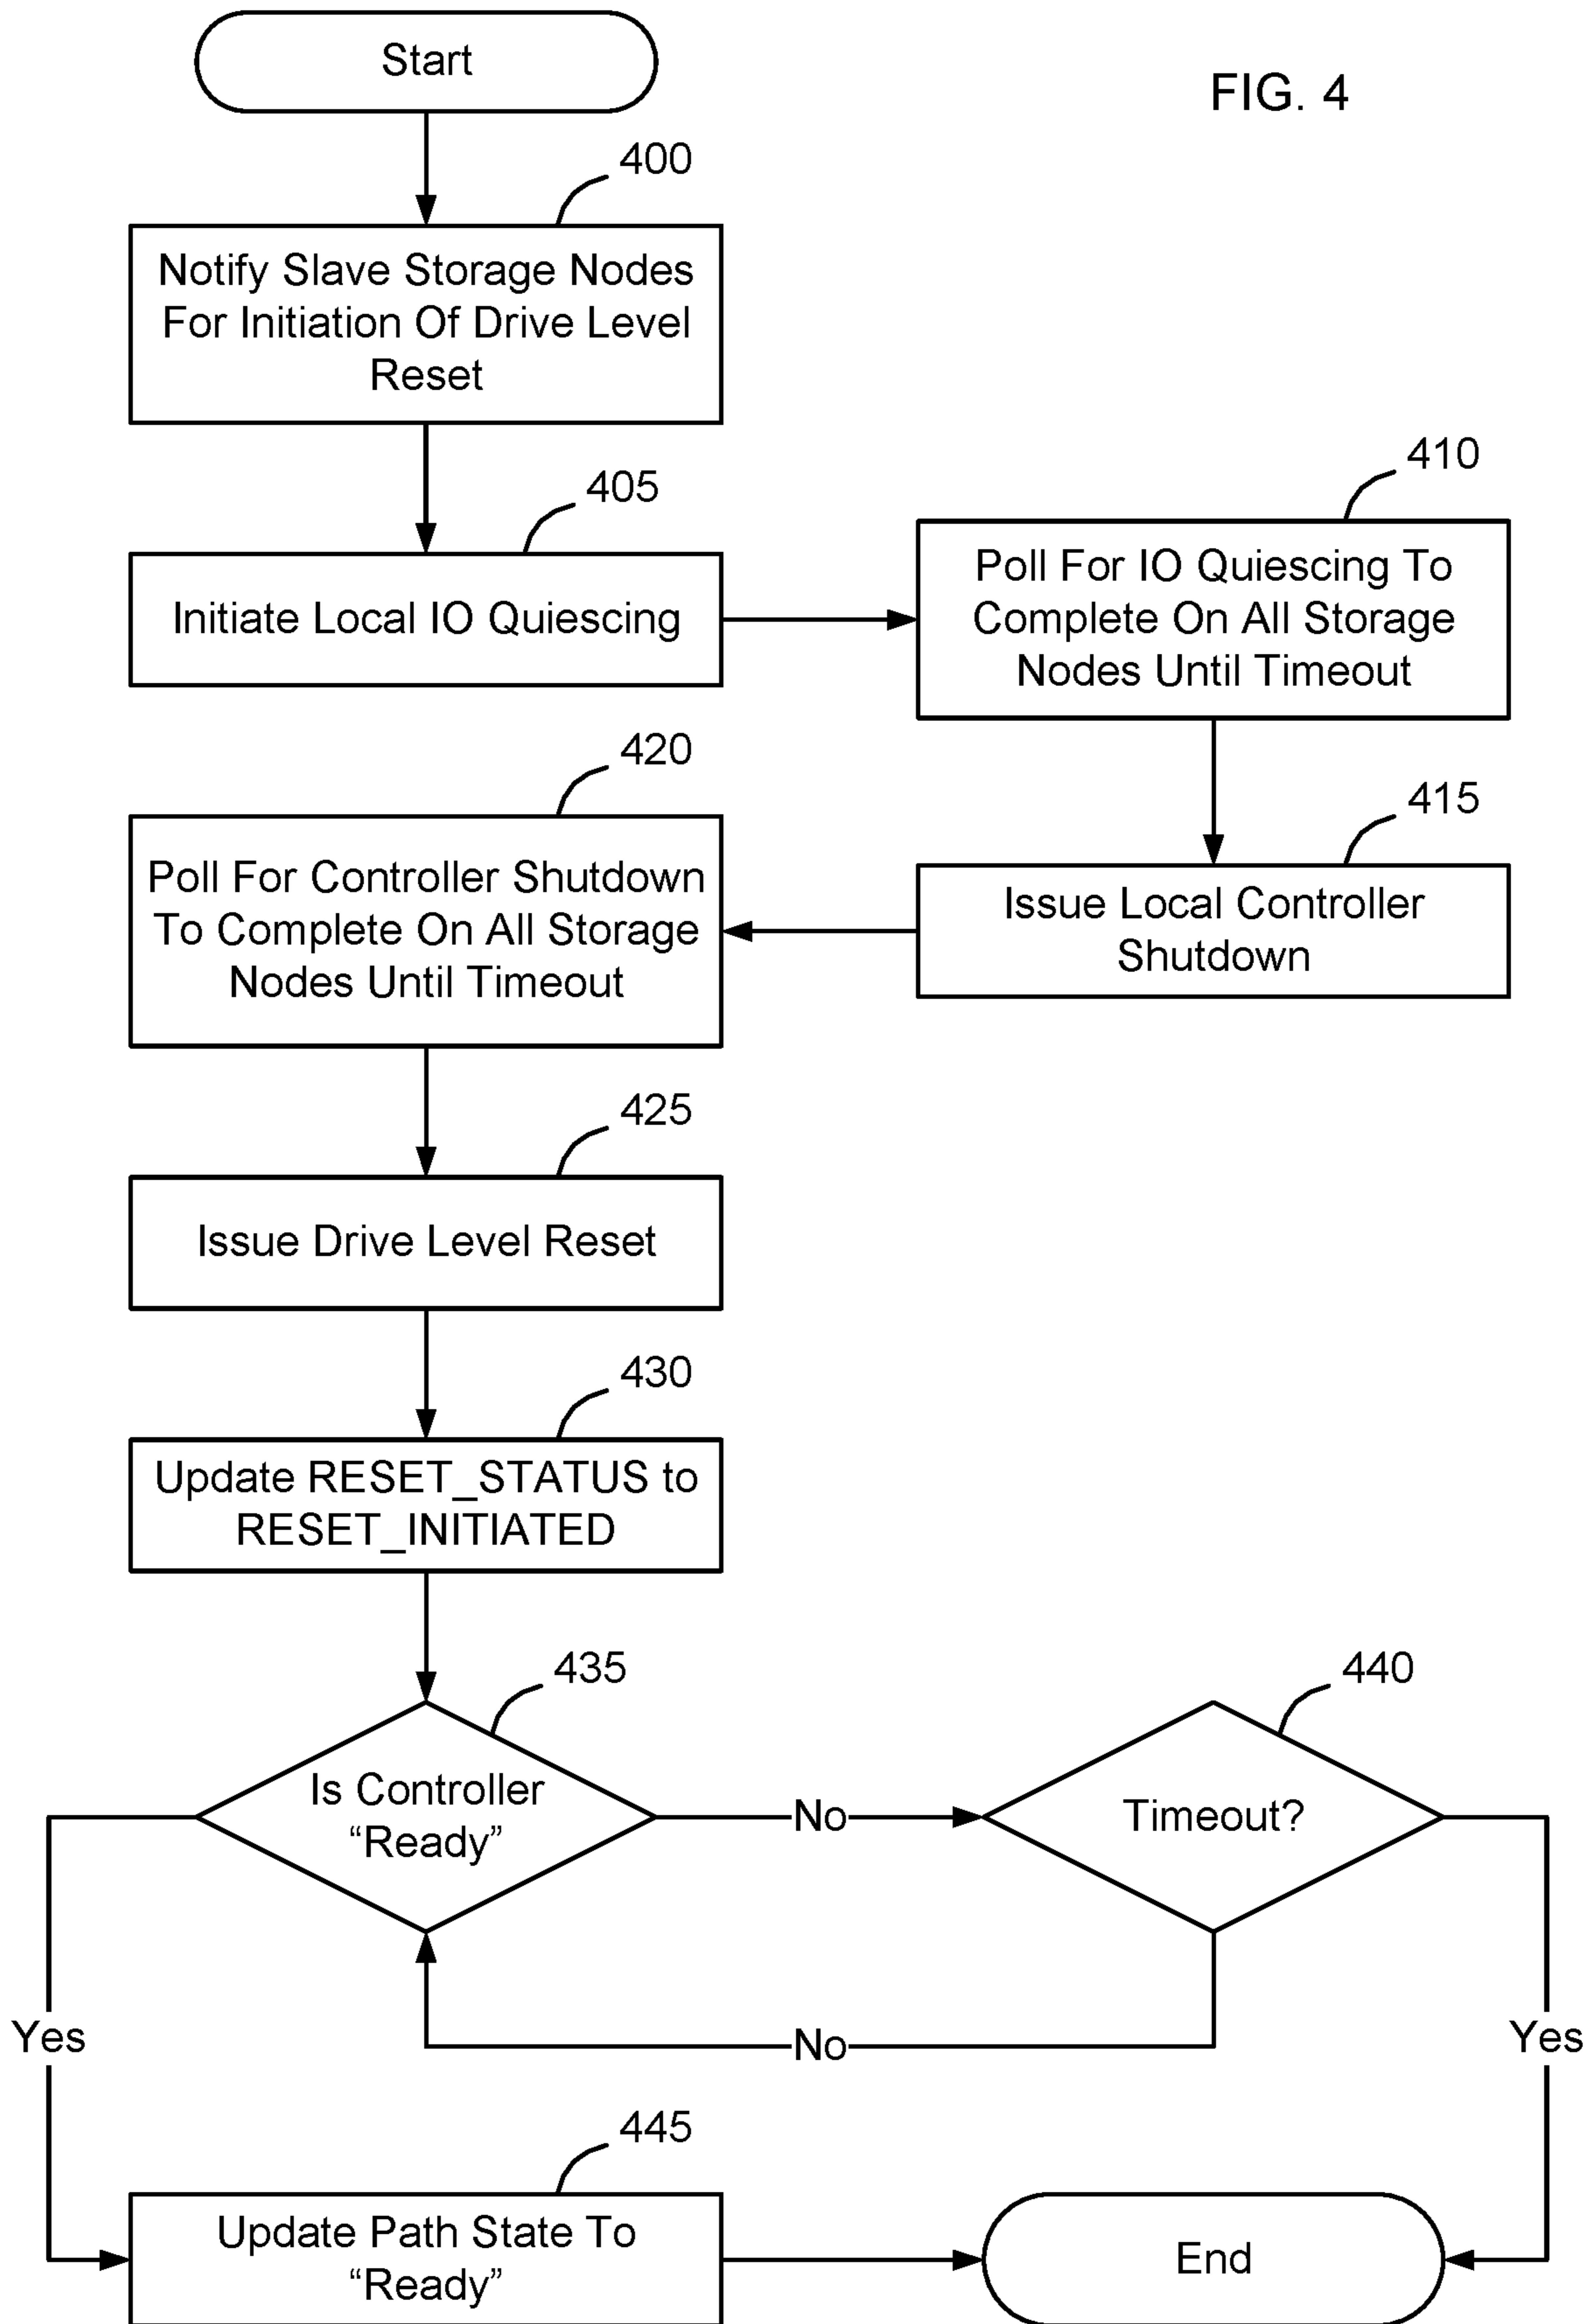 Start
FIG. 4
400
Notify Slave Storage Nodes
For Initiation Of Drive Level
Reset
405
Initiate Local IO Quiescing
410
Poll For IO Quiescing To
Complete On All Storage
Nodes Until Timeout
415
Issue Local Controller
Shutdown
420
Poll For Controller Shutdown
To Complete On All Storage
Nodes Until Timeout
425
Issue Drive Level Reset
430
Update RESET_STATUS to
RESET_INITIATED
435
Is Controller
“Ready”
No
440
Timeout?
Yes
No
Yes
445
Update Path State To
“Ready”
End